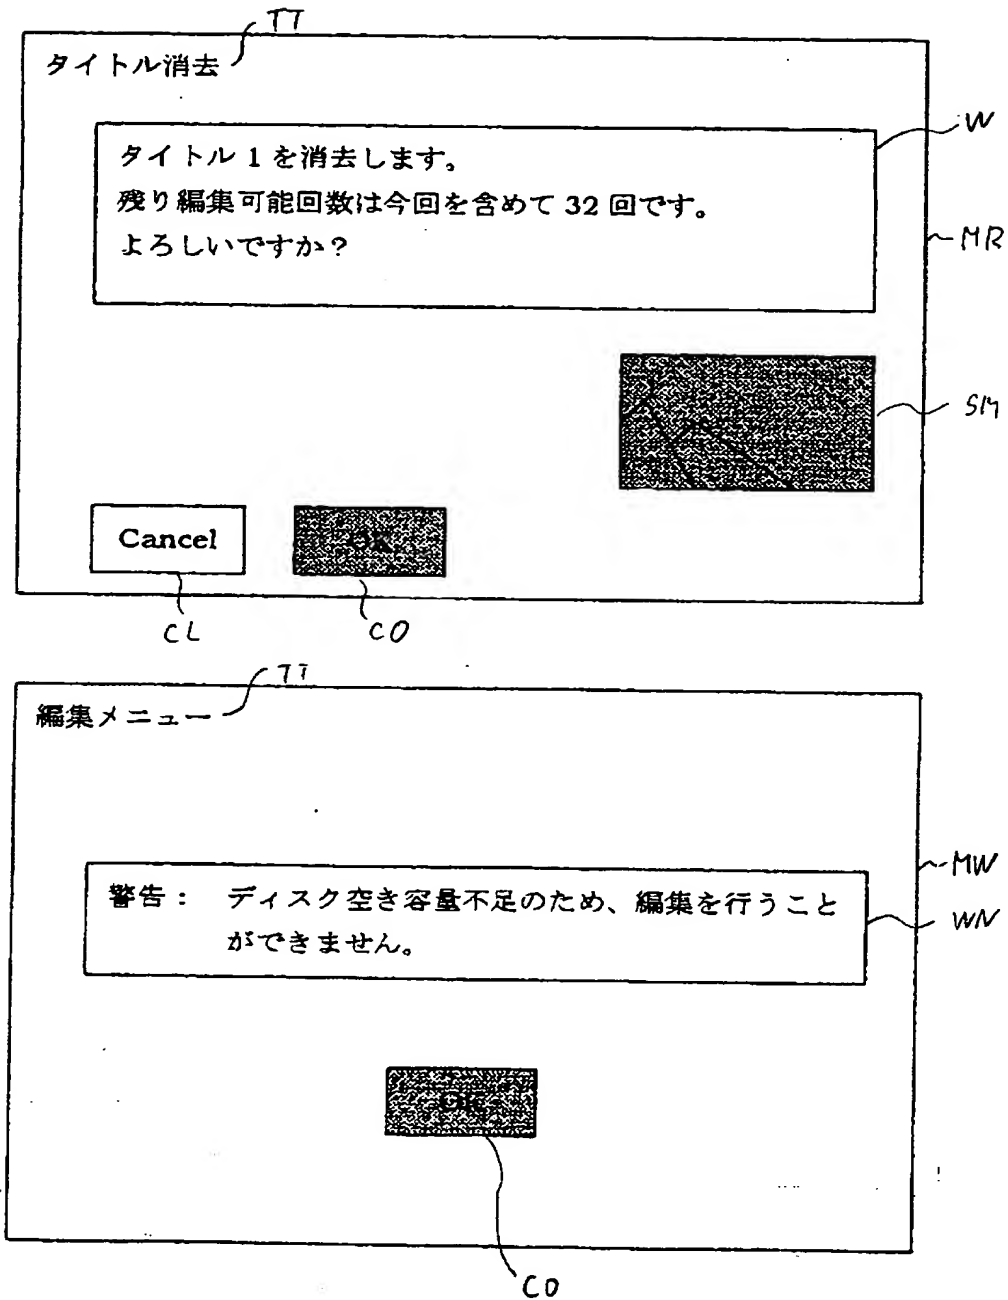 TT
タイトル消去
W
タイトル 1 を消去します。
残り編集可能回数は今回を含めて 32 回です。
よろしいですか？
MR
SM
Cancel
OK
CL
CO
TT
編集メニュー
MW
警告： ディスク空き容量不足のため、編集を行うこと
ができません。
WN
OK
CO